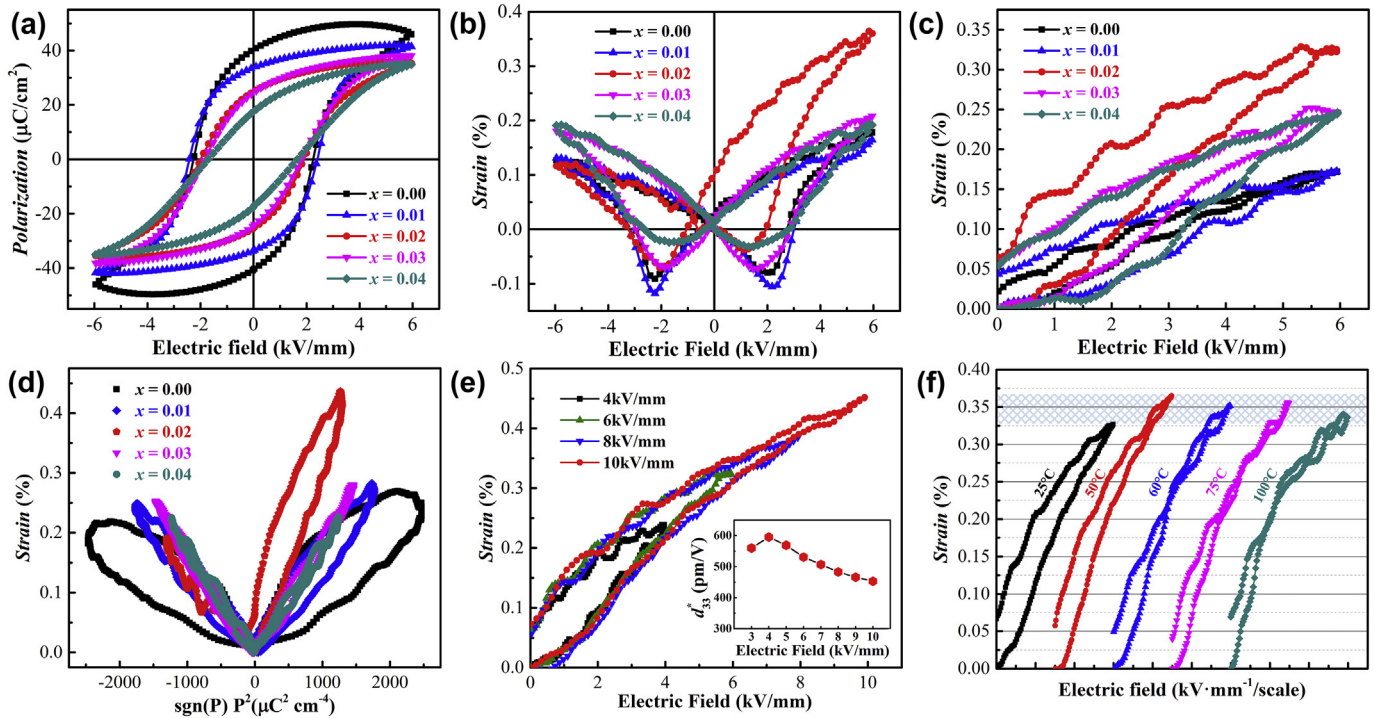 (a)
40
20
0
-20
-40
Polarization (μC/cm²)
x = 0.00
x = 0.01
x = 0.02
x = 0.03
x = 0.04
-6 -4 -2 0 2 4 6
Electric field (kV/mm)
(b)
0.4
0.3
0.2
0.1
0.0
-0.1
Strain (%)
x = 0.00
x = 0.01
x = 0.02
x = 0.03
x = 0.04
-6 -4 -2 0 2 4 6
Electric Field (kV/mm)
(c)
0.35
0.30
0.25
0.20
0.15
0.10
0.05
0.00
Strain (%)
x = 0.00
x = 0.01
x = 0.02
x = 0.03
x = 0.04
0 1 2 3 4 5 6
Electric Field (kV/mm)
(d)
0.4
0.3
0.2
0.1
0.0
Strain (%)
x = 0.00
x = 0.01
x = 0.02
x = 0.03
x = 0.04
-2000 -1000 0 1000 2000
sgn(P) P²(μC² cm⁻⁴)
(e)
0.5
0.4
0.3
0.2
0.1
0.0
Strain (%)
4kV/mm
6kV/mm
8kV/mm
10kV/mm
600
500
400
300
d*33 (pm/V)
3 4 5 6 7 8 9 10
Electric Field (kV/mm)
0 2 4 6 8 10
Electric Field (kV/mm)
(f)
0.35
0.30
0.25
0.20
0.15
0.10
0.05
0.00
Strain (%)
25°C
50°C
60°C
75°C
100°C
Electric field (kV·mm⁻¹/scale)